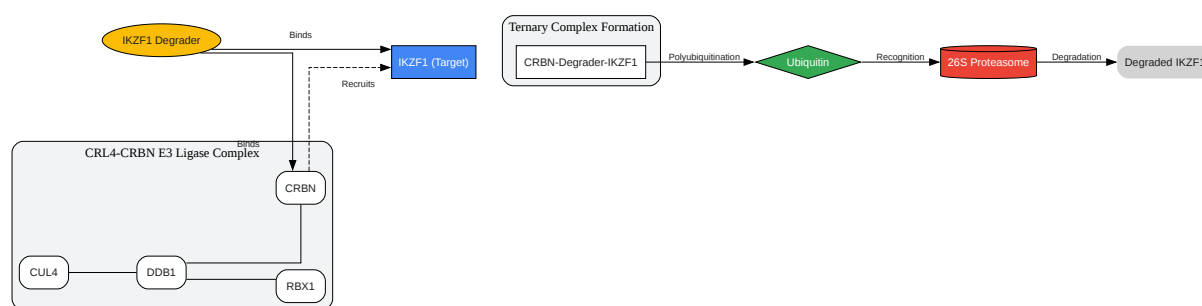 IKZF1 Degrader
Binds
IKZF1 (Target)
Recruits
Binds
CRL4-CRBN E3 Ligase Complex
CRBN
CUL4
DDB1
RBX1
Ternary Complex Formation
CRBN-Degrader-IKZF1
Polyubiquitination
Ubiquitin
Recognition
26S Proteasome
Degradation
Degraded IKZF1